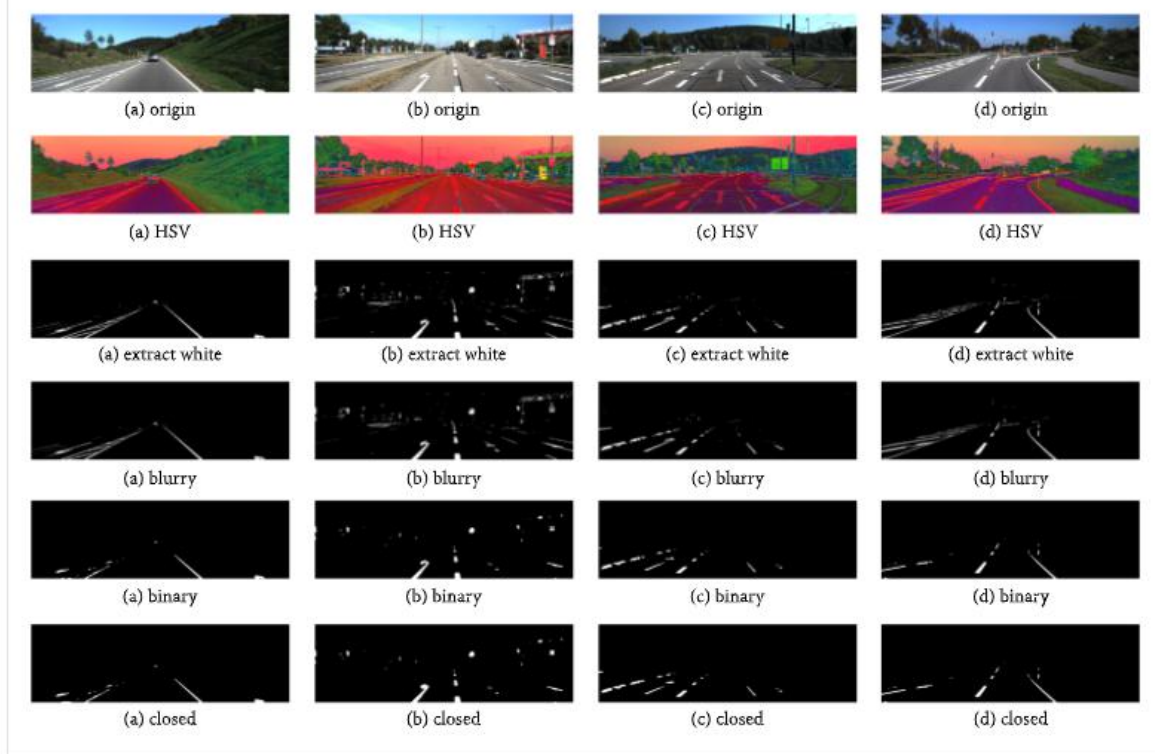 (a) origin (b) origin (c) origin (d) origin
(a) HSV (b) HSV (c) HSV (d) HSV
(a) extract white (b) extract white (c) extract white (d) extract white
(a) blurry (b) blurry (c) blurry (d) blurry
(a) binary (b) binary (c) binary (d) binary
(a) closed (b) closed (c) closed (d) closed